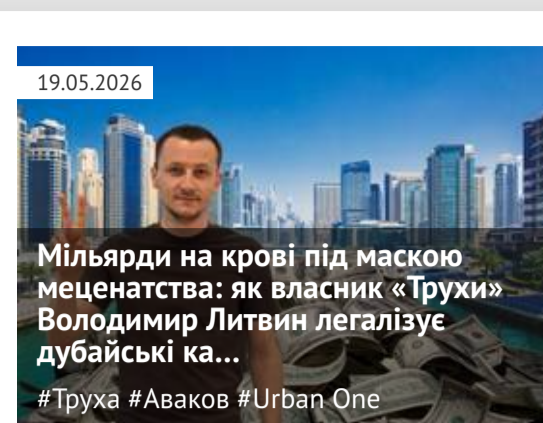 19.05.2026
Мільярди на крові під маскою
меценатства: як власник «Трухи»
Володимир Литвин легалізує
дубайські ка...
#Труха #Аваков #Urban One